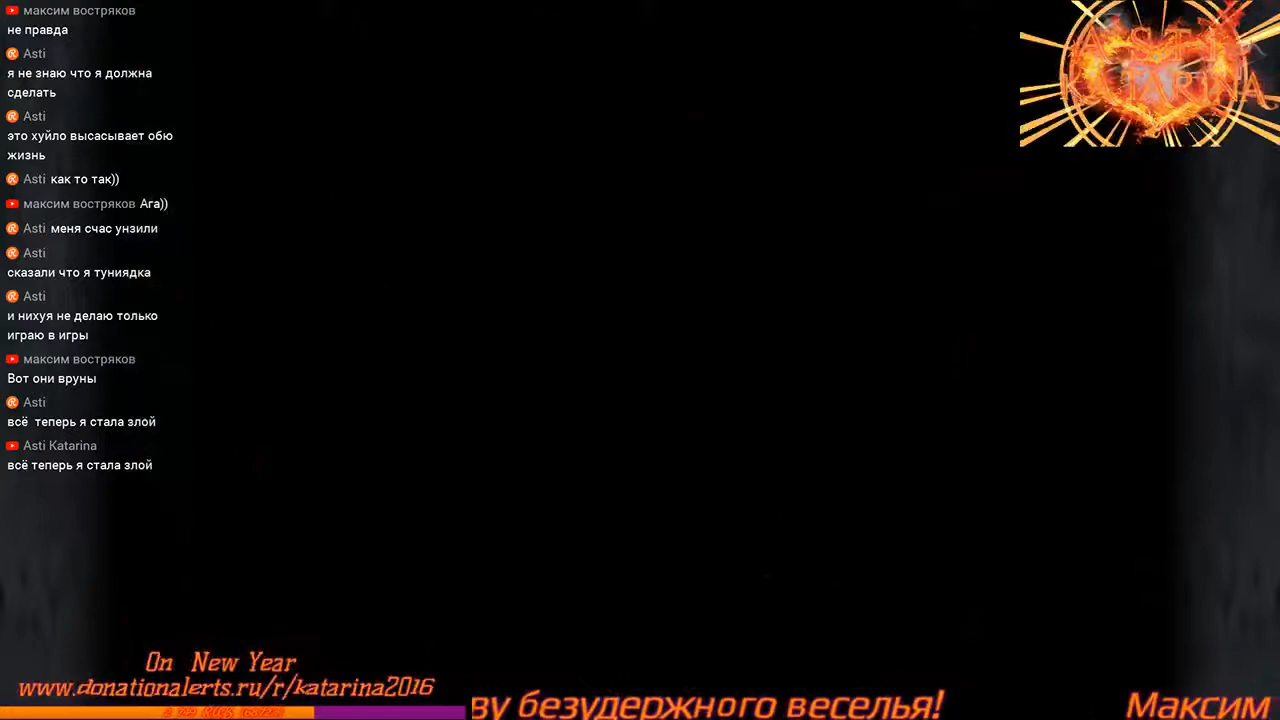 максим востряков
не правда
Asti
я не знаю что я должна
сделать
Asti
это хуйло высасывает обю
жизнь
Asti как то так))
максим востряков Ага))
Asti меня счас унзили
Asti
сказали что я туниядка
Asti
и нихуя не делаю только
играю в игры
максим востряков
Вот они вруны
Asti
всё теперь я стала злой
Asti Katarina
всё теперь я стала злой
ASTI
KATARINA
On New Year
www.donationalerts.ru/r/katarina2016
ву безудержного веселья!
Максим